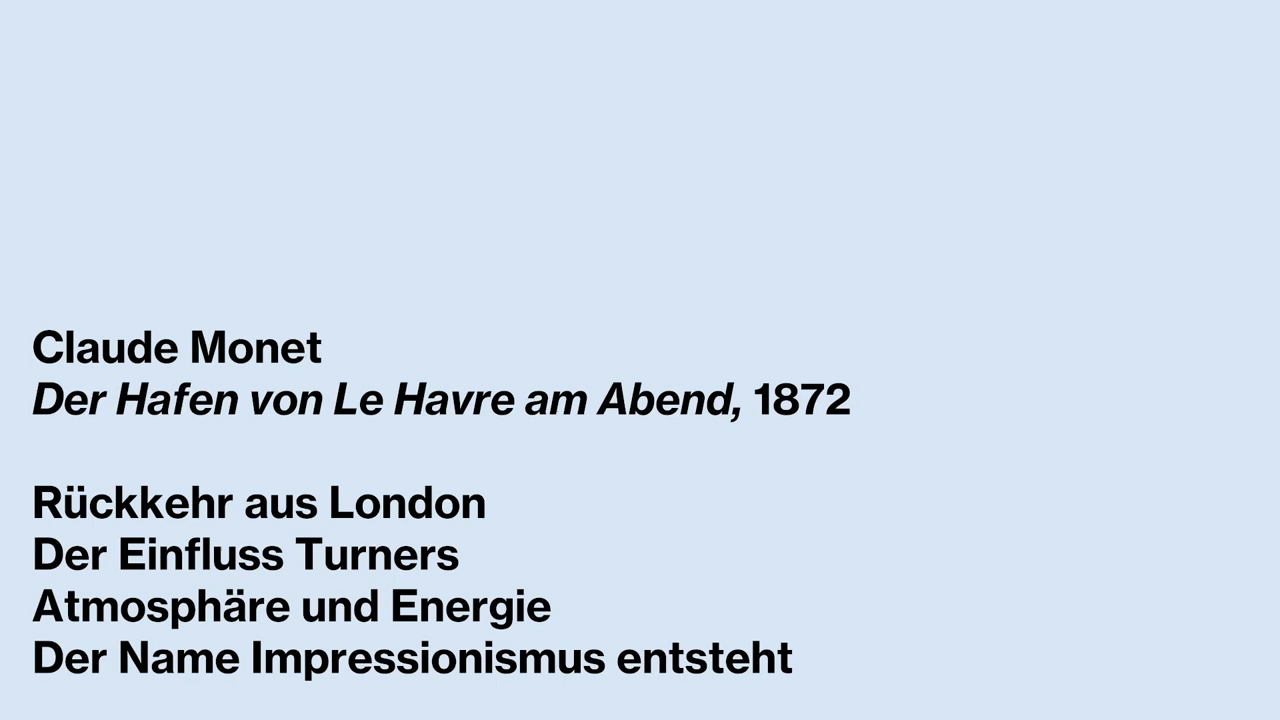 Claude Monet
Der Hafen von Le Havre am Abend, 1872
Rückkehr aus London
Der Einfluss Turners
Atmosphäre und Energie
Der Name Impressionismus entsteht